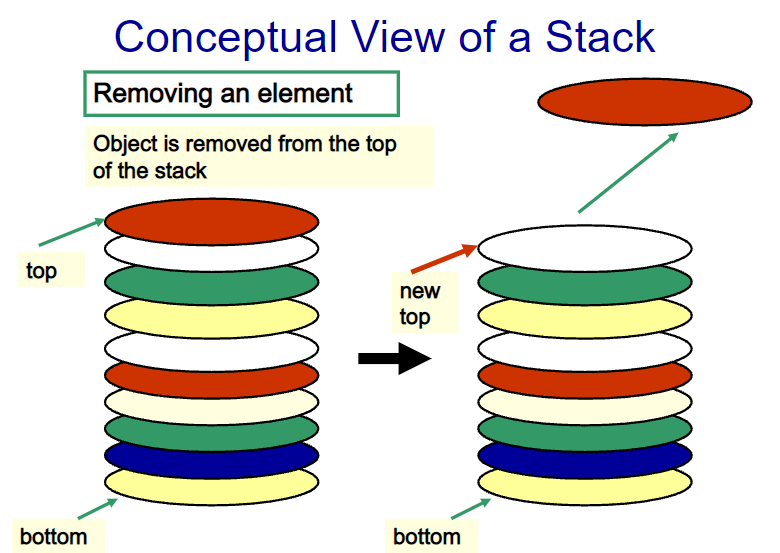 Conceptual View of a Stack
Removing an element
Object is removed from the top
of the stack
top
new
top
bottom
bottom